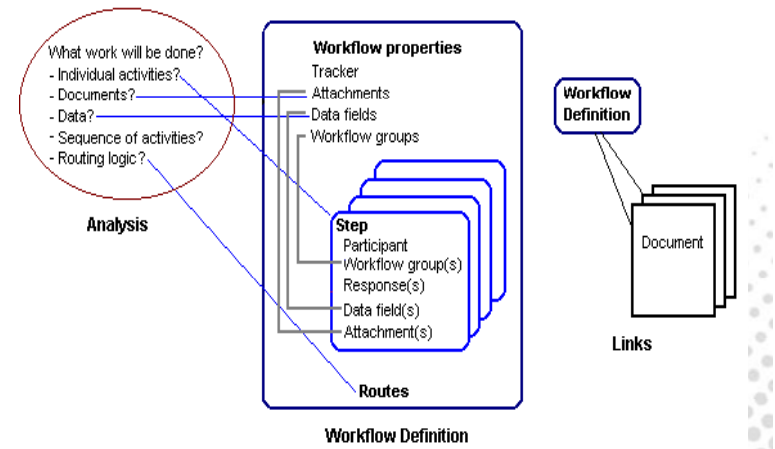 What work will be done?
- Individual activities?
- Documents?
- Data?
- Sequence of activities?
- Routing logic?
Analysis
Workflow properties
Tracker
Attachments
Data fields
Workflow groups
Step
Participant
Workflow group(s)
Response(s)
Data field(s)
Attachment(s)
Routes
Workflow Definition
Workflow
Definition
Document
Links